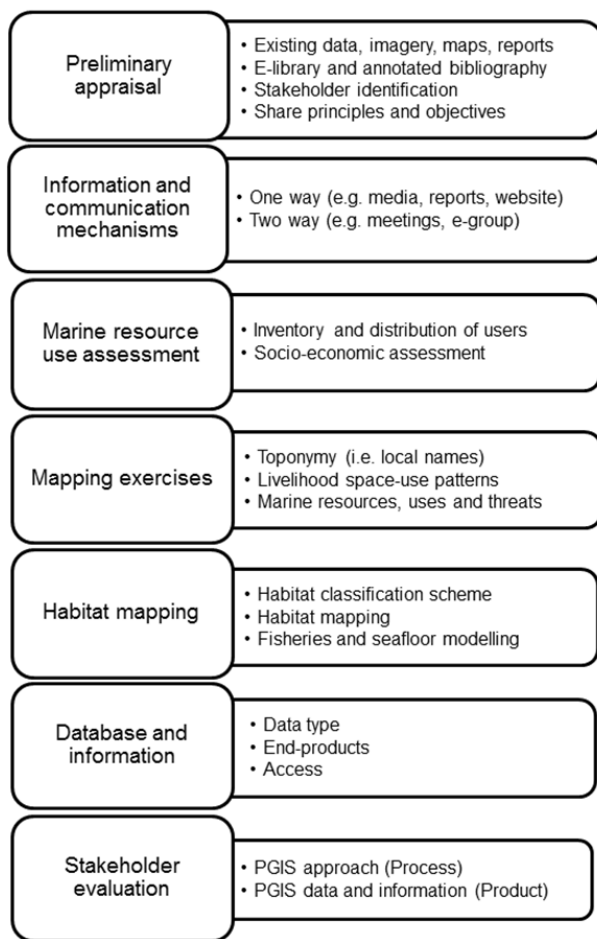 Preliminary
appraisal
• Existing data, imagery, maps, reports
• E-library and annotated bibliography
• Stakeholder identification
• Share principles and objectives
Information and
communication
mechanisms
• One way (e.g. media, reports, website)
• Two way (e.g. meetings, e-group)
Marine resource
use assessment
• Inventory and distribution of users
• Socio-economic assessment
Mapping exercises
• Toponymy (i.e. local names)
• Livelihood space-use patterns
• Marine resources, uses and threats
Habitat mapping
• Habitat classification scheme
• Habitat mapping
• Fisheries and seafloor modelling
Database and
information
• Data type
• End-products
• Access
Stakeholder
evaluation
• PGIS approach (Process)
• PGIS data and information (Product)